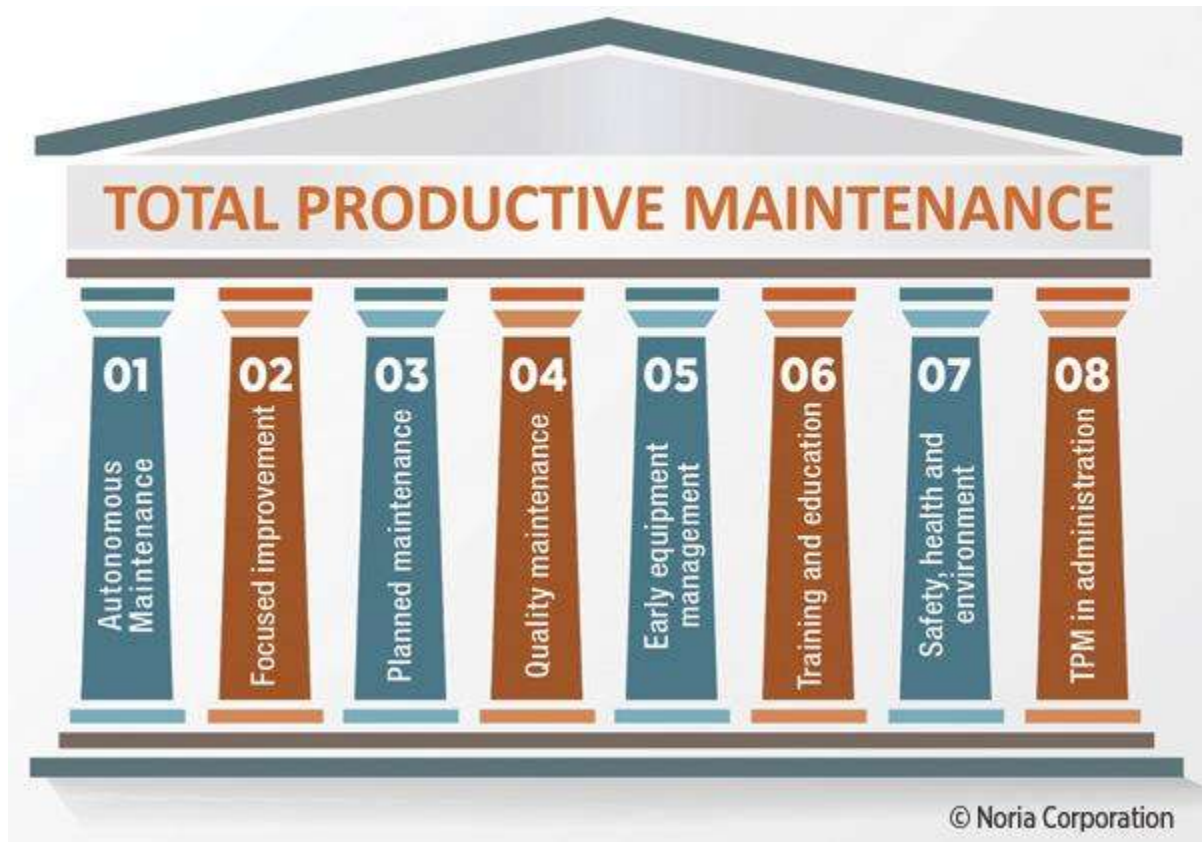 TOTAL PRODUCTIVE MAINTENANCE
01
Autonomous
Maintenance
02
Focused improvement
03
Planned maintenance
04
Quality maintenance
05
Early equipment
management
06
Training and education
07
Safety, health and
environment
08
TPM in administration
© Noria Corporation